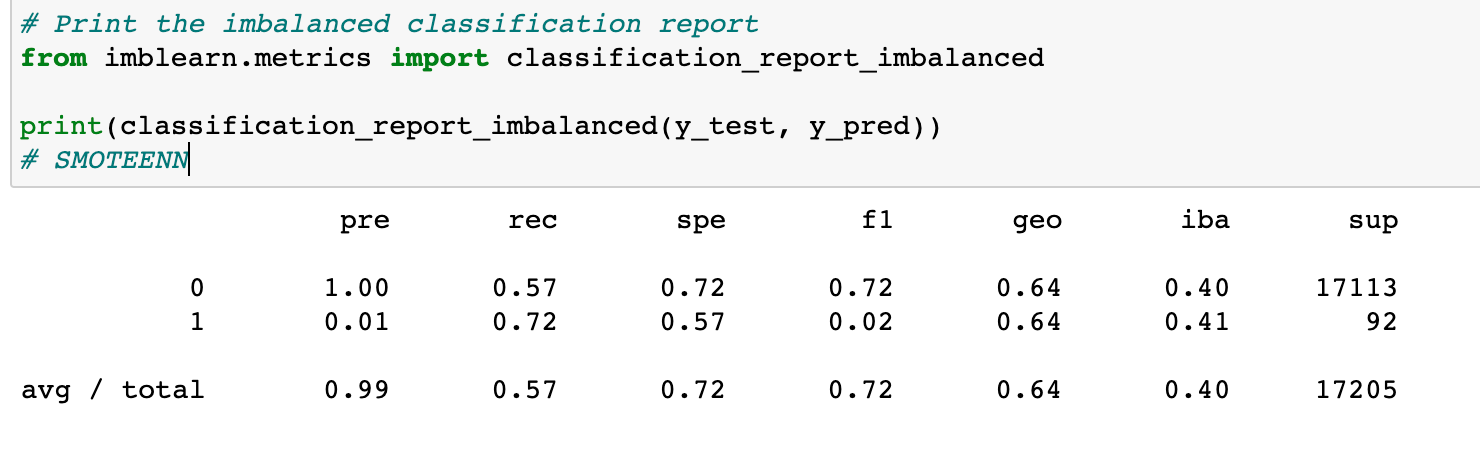 # Print the imbalanced classification report
from imblearn.metrics import classification_report_imbalanced
print(classification_report_imbalanced(y_test, y_pred))
# SMOTEENN
pre rec spe f1 geo iba sup
0 1.00 0.57 0.72 0.72 0.64 0.40 17113
1 0.01 0.72 0.57 0.02 0.64 0.41 92
avg / total 0.99 0.57 0.72 0.72 0.64 0.40 17205